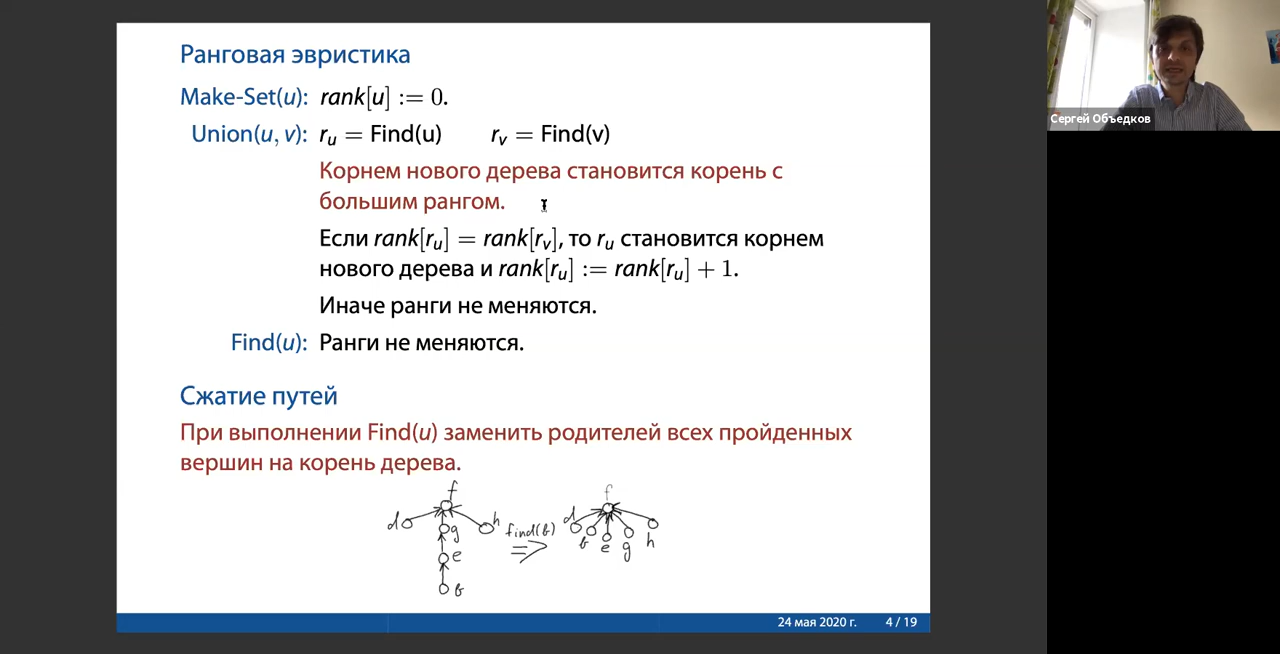 Ранговая эвристика
Make-Set(u): rank[u] := 0.
Union(u, v): r_u = Find(u) r_v = Find(v)
Корнем нового дерева становится корень с
большим рангом.
Если rank[r_u] = rank[r_v], то r_u становится корнем
нового дерева и rank[r_u] := rank[r_u] + 1.
Иначе ранги не меняются.
Find(u): Ранги не меняются.
Сжатие путей
При выполнении Find(u) заменить родителей всех пройденных
вершин на корень дерева.
f
d
g
h
e
b
find(b)
⇒
f
d
b
e
g
h
24 мая 2020 г. 4 / 19
Сергей Объедков